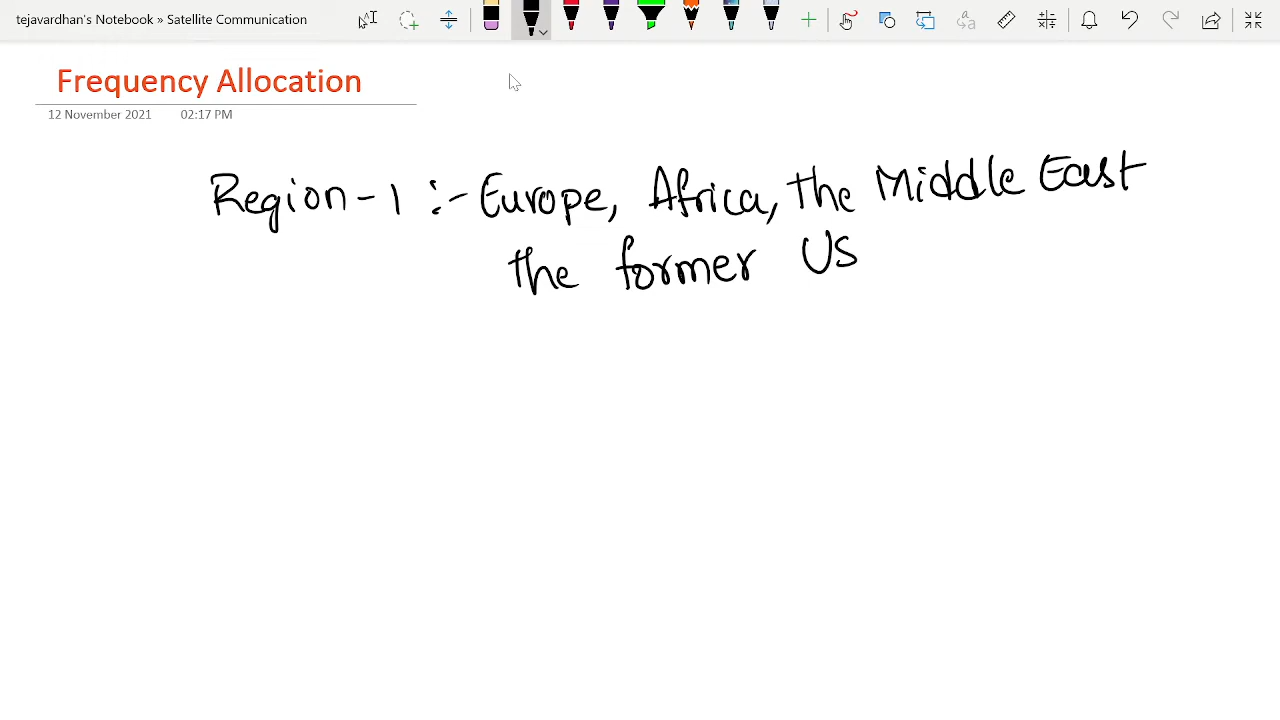 tejavardhan's Notebook » Satellite Communication
Frequency Allocation
12 November 2021 02:17 PM
Region-1 :- Europe, Africa, the Middle East
the former US